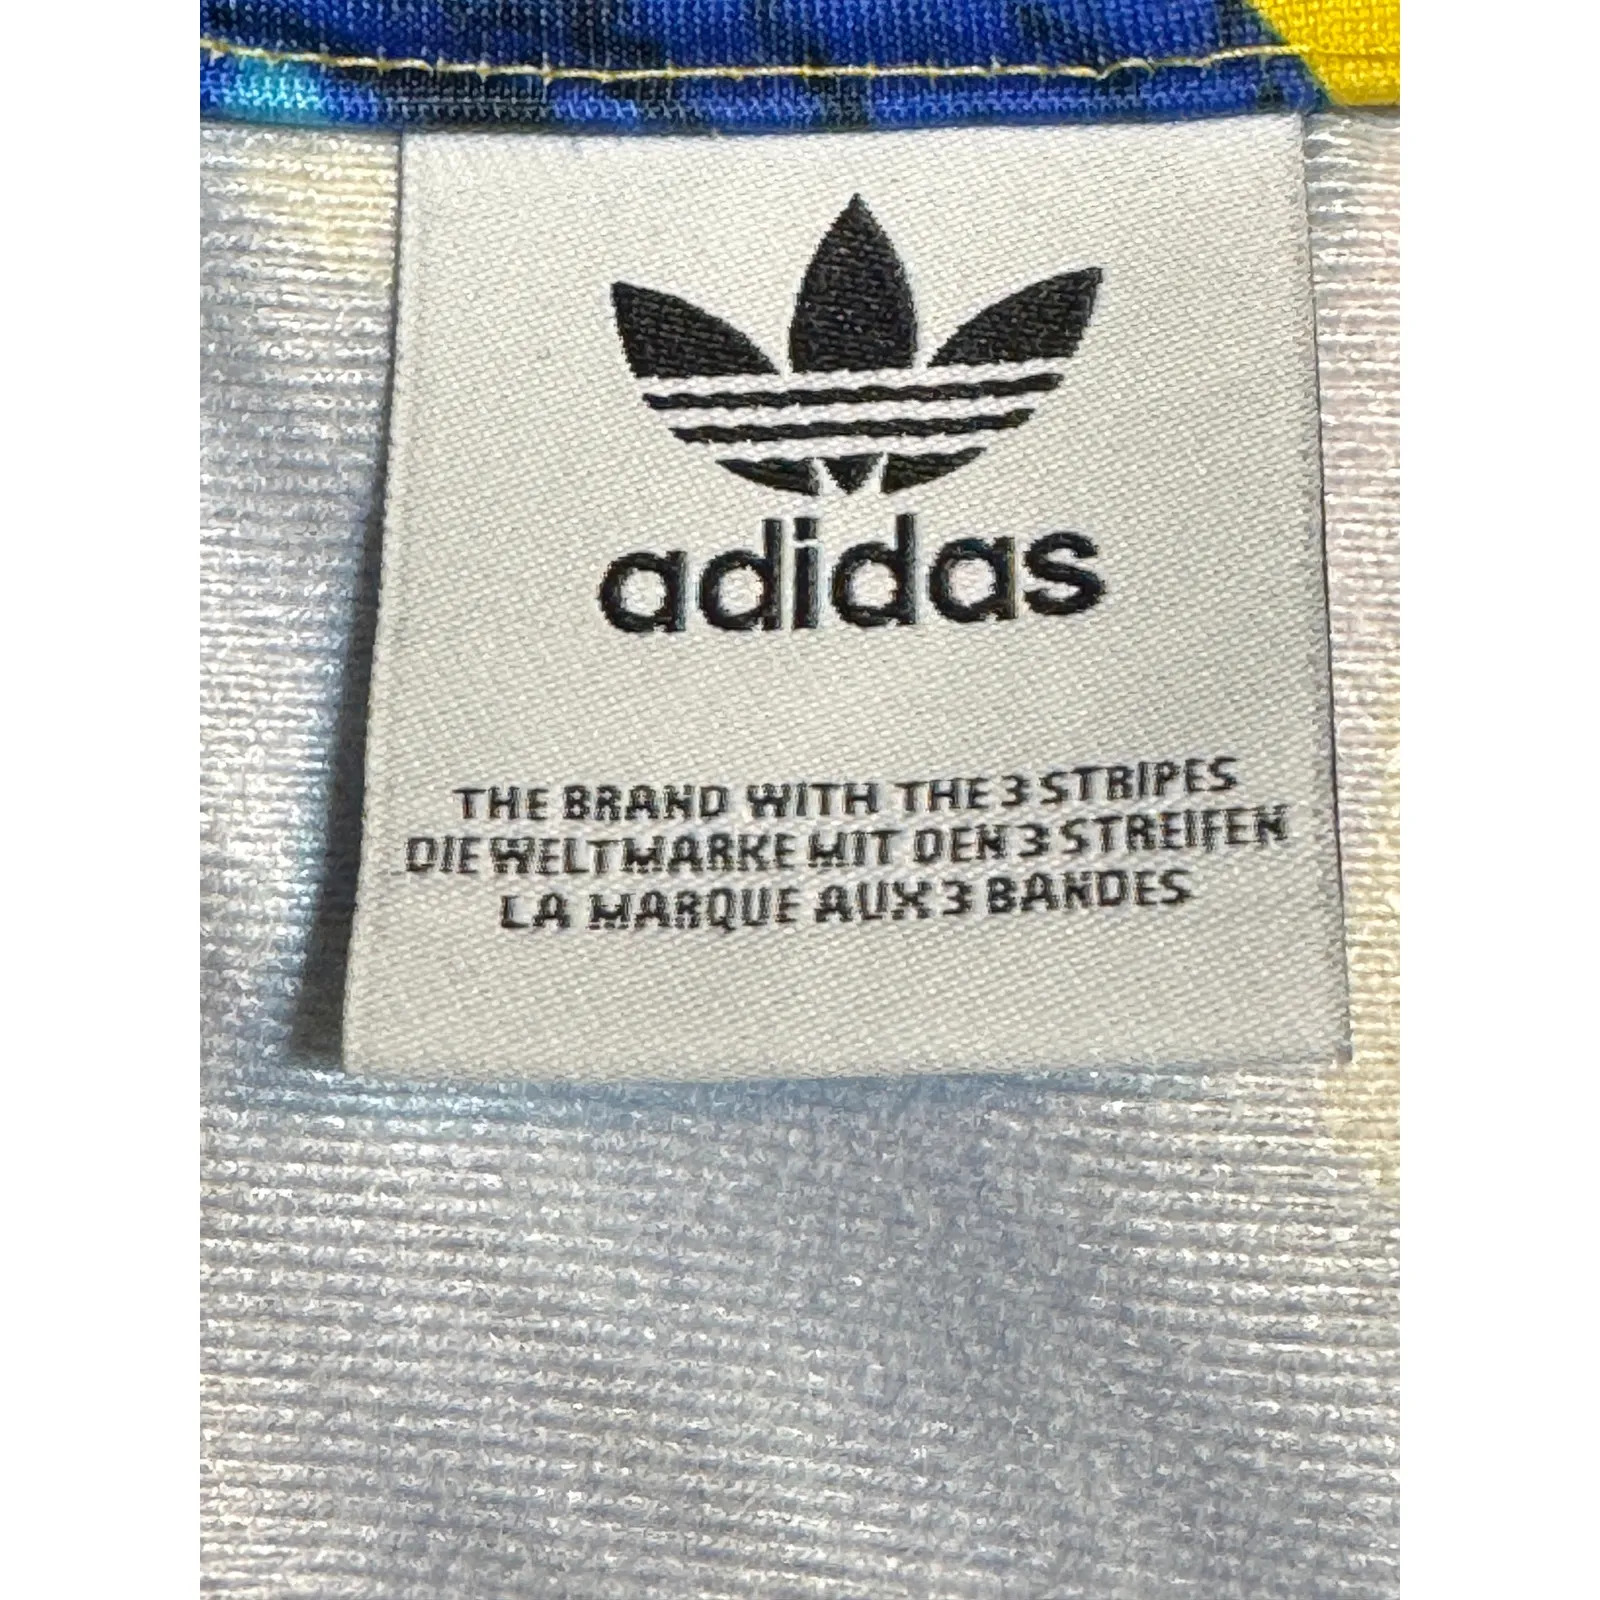 adidas
THE BRAND WITH THE 3 STRIPES
DIE WELTMARKE MIT DEN 3 STREIFEN
LA MARQUE AUX 3 BANDES